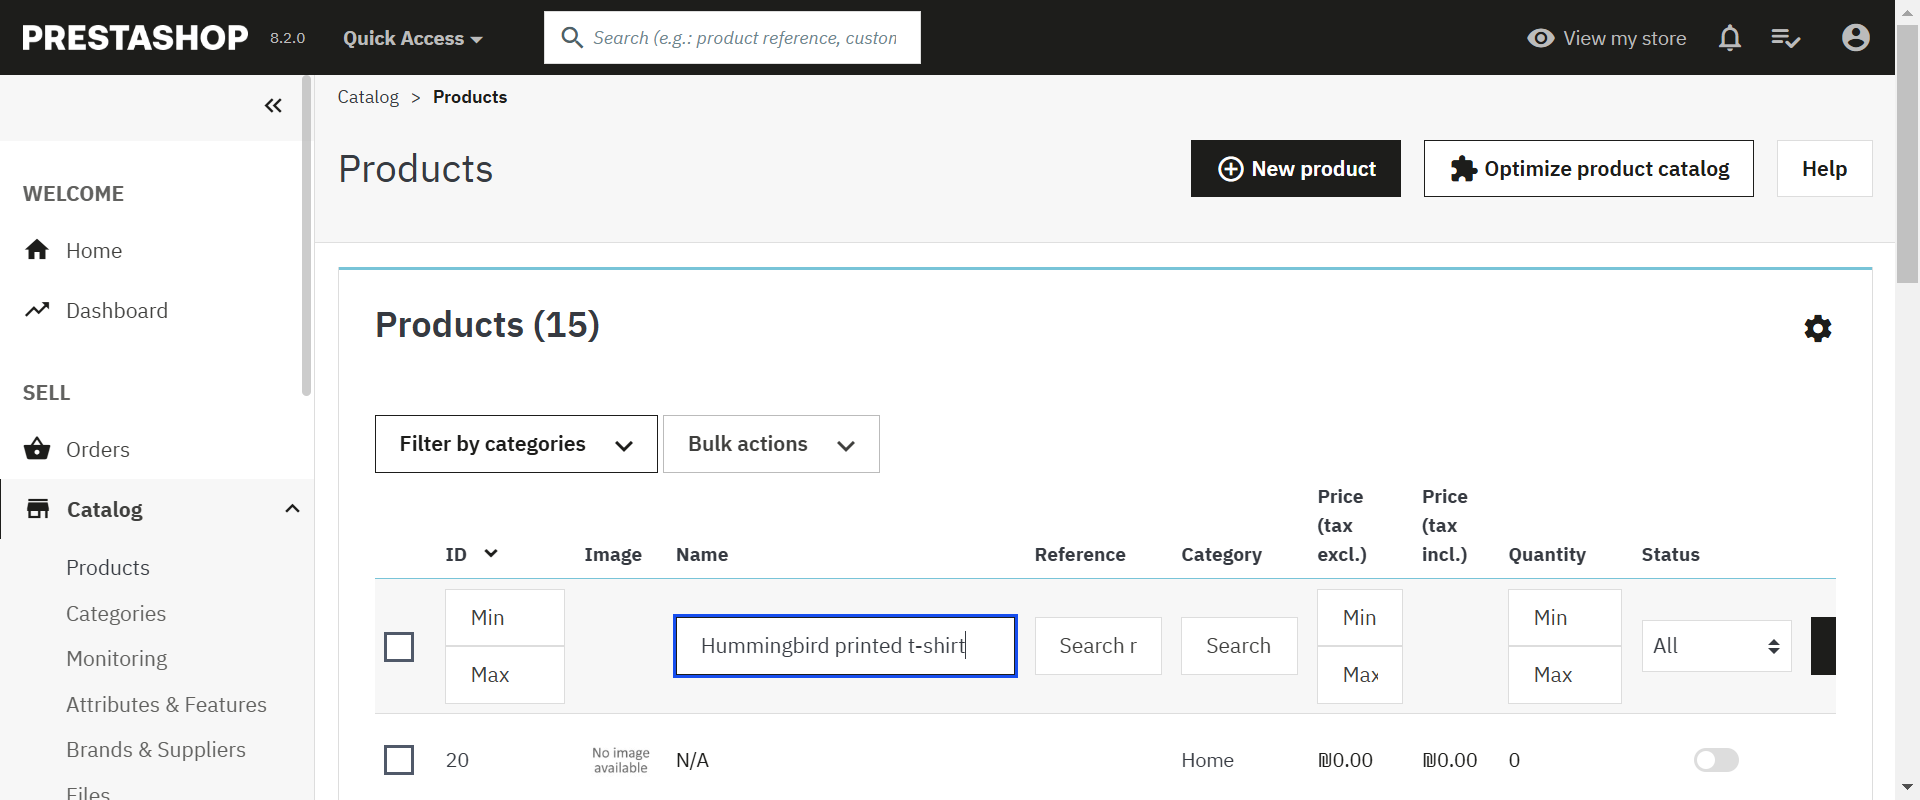 PRESTASHOP 8.2.0 Quick Access Search (e.g.: product reference, custon View my store
Catalog > Products
Products
New product Optimize product catalog Help
WELCOME
Home
Dashboard
SELL
Orders
Catalog
Products
Categories
Monitoring
Attributes & Features
Brands & Suppliers
Files
Products (15)
Filter by categories Bulk actions
ID Image Name Reference Category Price (tax excl.) Price (tax incl.) Quantity Status
Min Min Min
Hummingbird printed t-shirt Search r Search All
Max Max Max
20 No image available N/A Home ₪0.00 ₪0.00 0